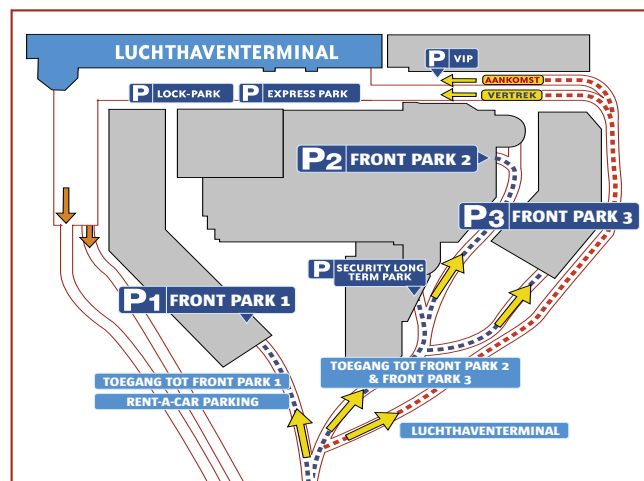 LUCHTHAVENTERMINAL
P VIP
AANKOMST
P LOCK-PARK
P EXPRESS PARK
VERTREK
P2 FRONT PARK 2
P3 FRONT PARK 3
P SECURITY LONG
TERM PARK
P1 FRONT PARK 1
TOEGANG TOT FRONT PARK 1
RENT-A-CAR PARKING
TOEGANG TOT FRONT PARK 2
& FRONT PARK 3
LUCHTHAVENTERMINAL